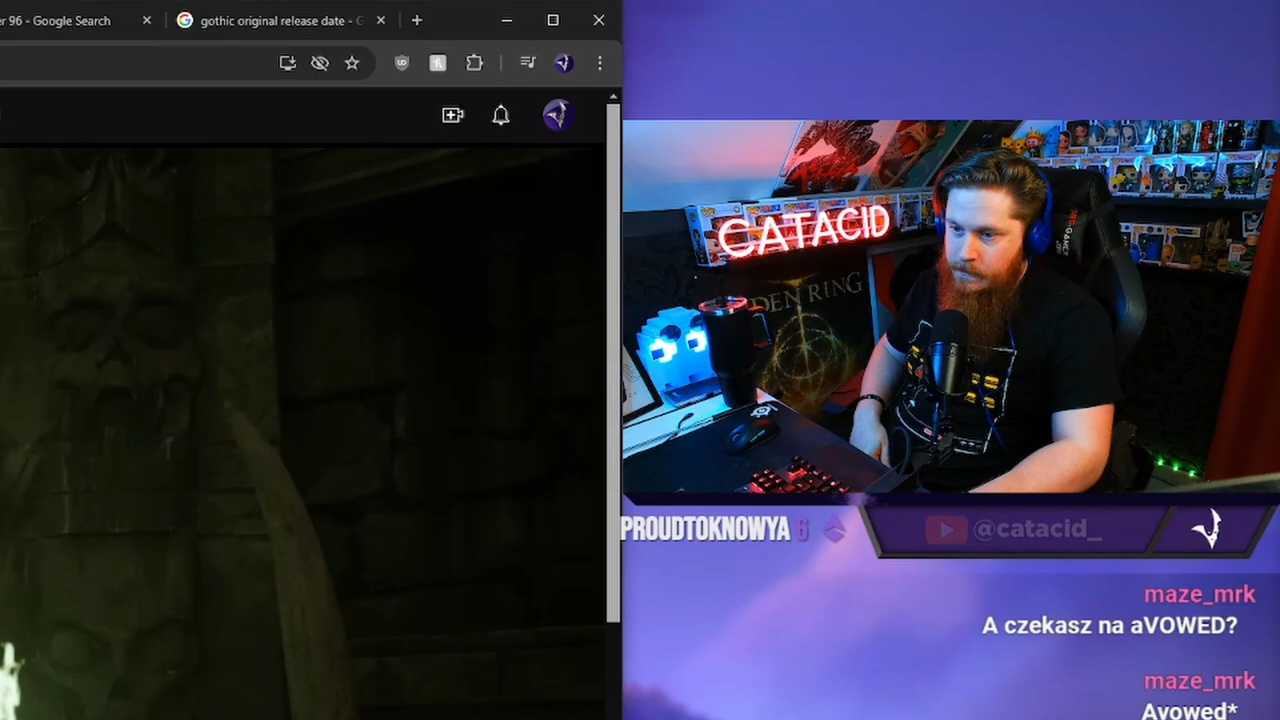 r 96 - Google Search
gothic original release date - G
CATACID
DEN RING
PROUDTOKNOWYA 6
@catacid_
maze_mrk
A czekasz na aVOWED?
maze_mrk
Avowed*